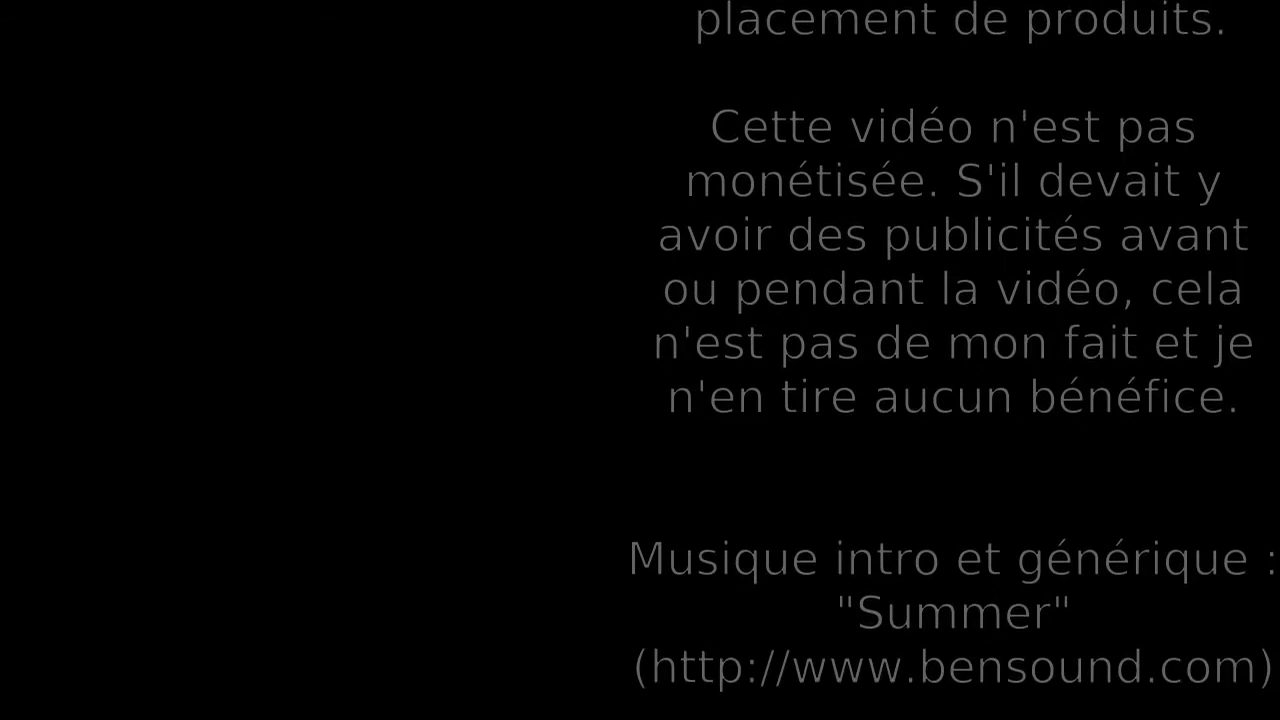 placement de produits.
Cette vidéo n'est pas
monétisée. S'il devait y
avoir des publicités avant
ou pendant la vidéo, cela
n'est pas de mon fait et je
n'en tire aucun bénéfice.
Musique intro et générique :
"Summer"
(http://www.bensound.com)